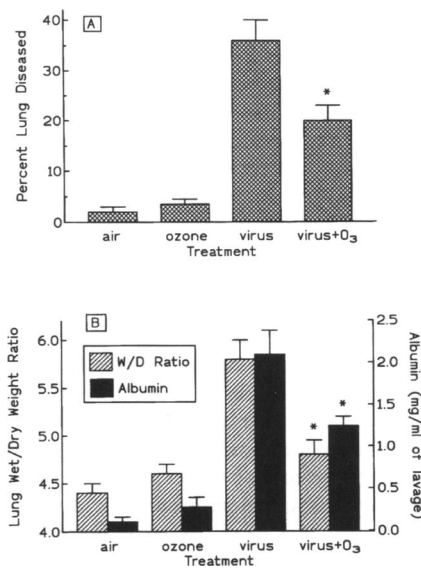 A
Percent Lung Diseased
40
30
20
10
0
*
air ozone virus virus+O₃
Treatment
B
Lung Wet/Dry Weight Ratio
6.0
5.5
5.0
4.5
4.0
W/D Ratio
Albumin
* *
2.5
2.0
1.5
1.0
0.5
0.0
Albumin (mg/ml of lavage)
air ozone virus virus+O₃
Treatment